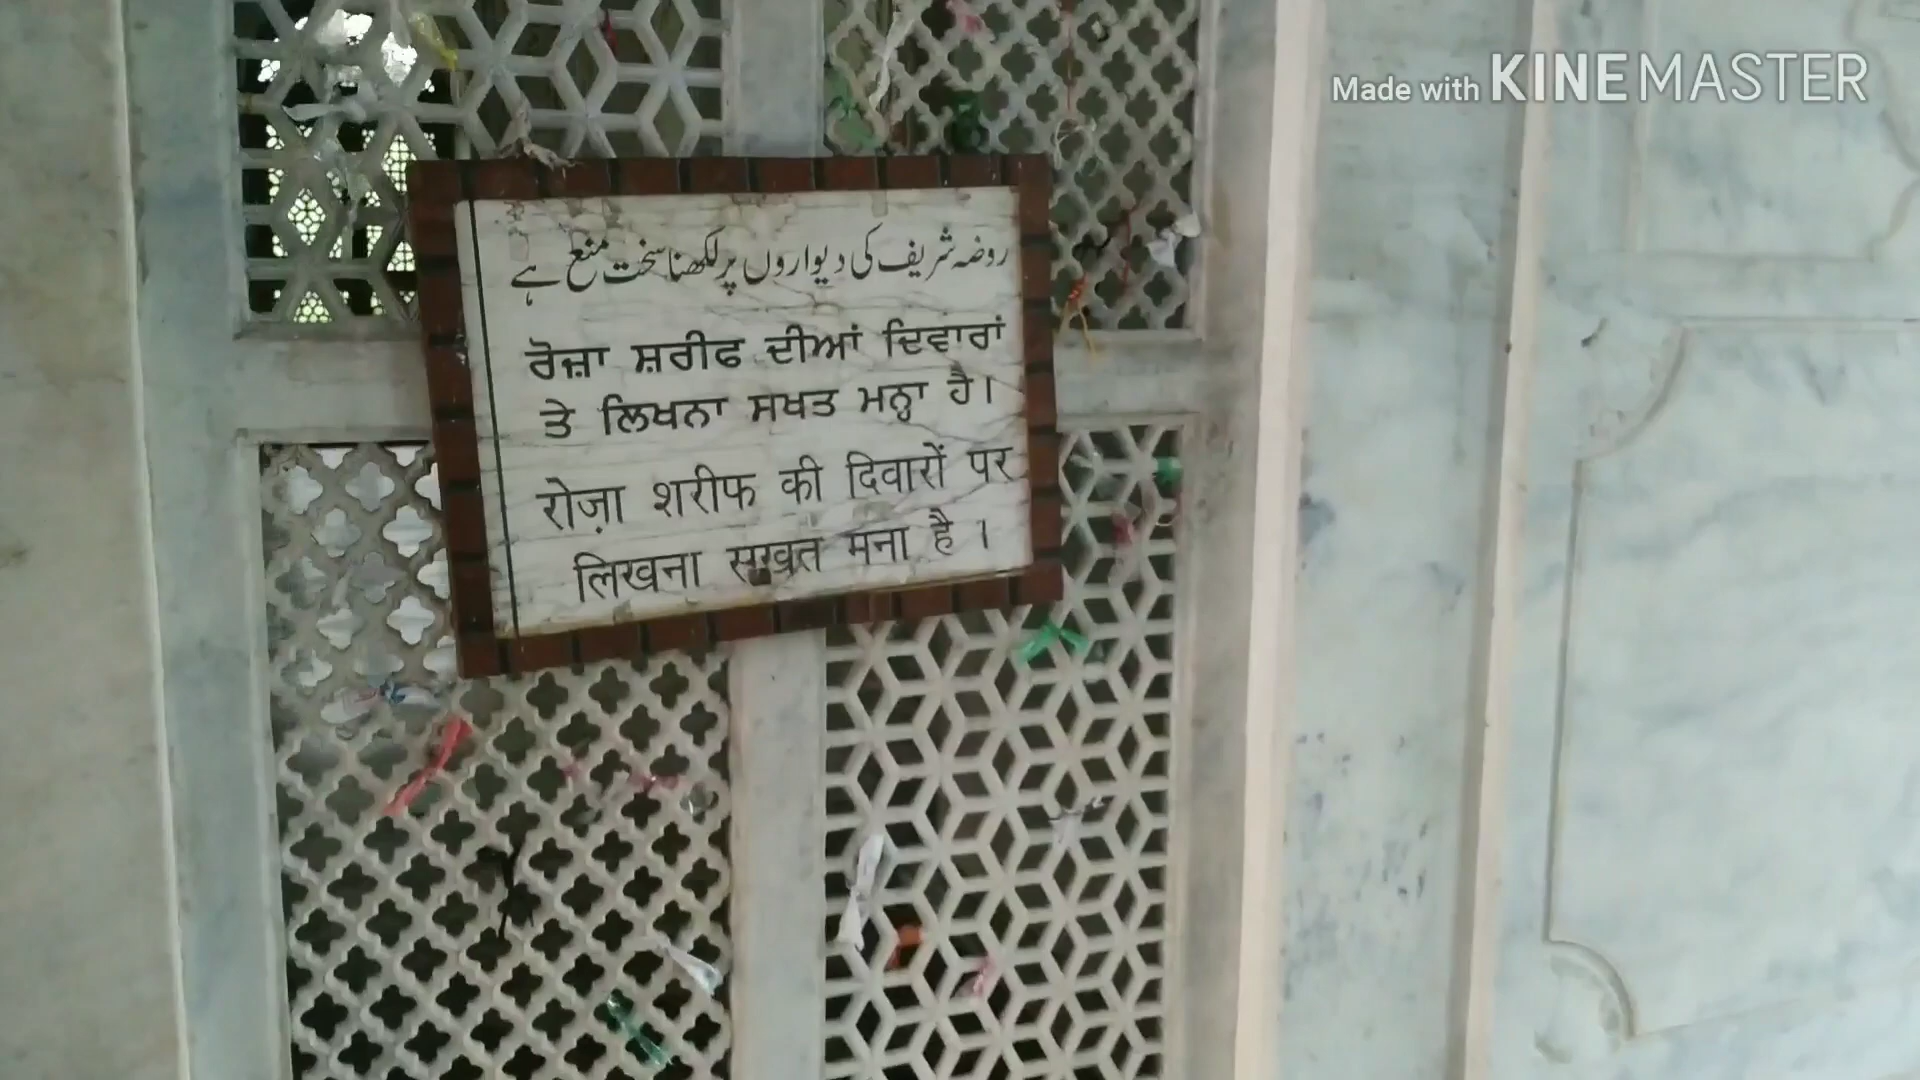 Made with KINEMASTER
روضہ شریف کی دیواروں پر لکھنا سخت منع ہے
ਰੋਜ਼ਾ ਸ਼ਰੀਫ ਦੀਆਂ ਦਿਵਾਰਾਂ
ਤੇ ਲਿਖਨਾ ਸਖਤ ਮਨ੍ਹਾ ਹੈ।
रोज़ा शरीफ की दिवारों पर
लिखना सख़्त मना है ।